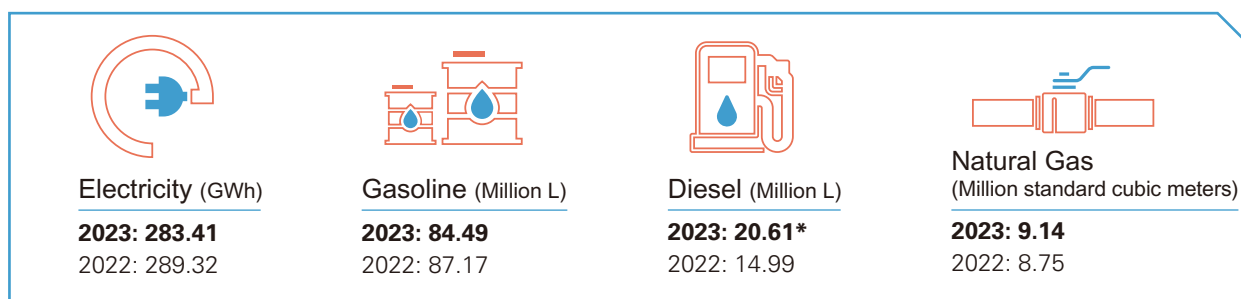 Electricity (GWh)
2023: 283.41
2022: 289.32
Gasoline (Million L)
2023: 84.49
2022: 87.17
Diesel (Million L)
2023: 20.61*
2022: 14.99
Natural Gas
(Million standard cubic meters)
2023: 9.14
2022: 8.75